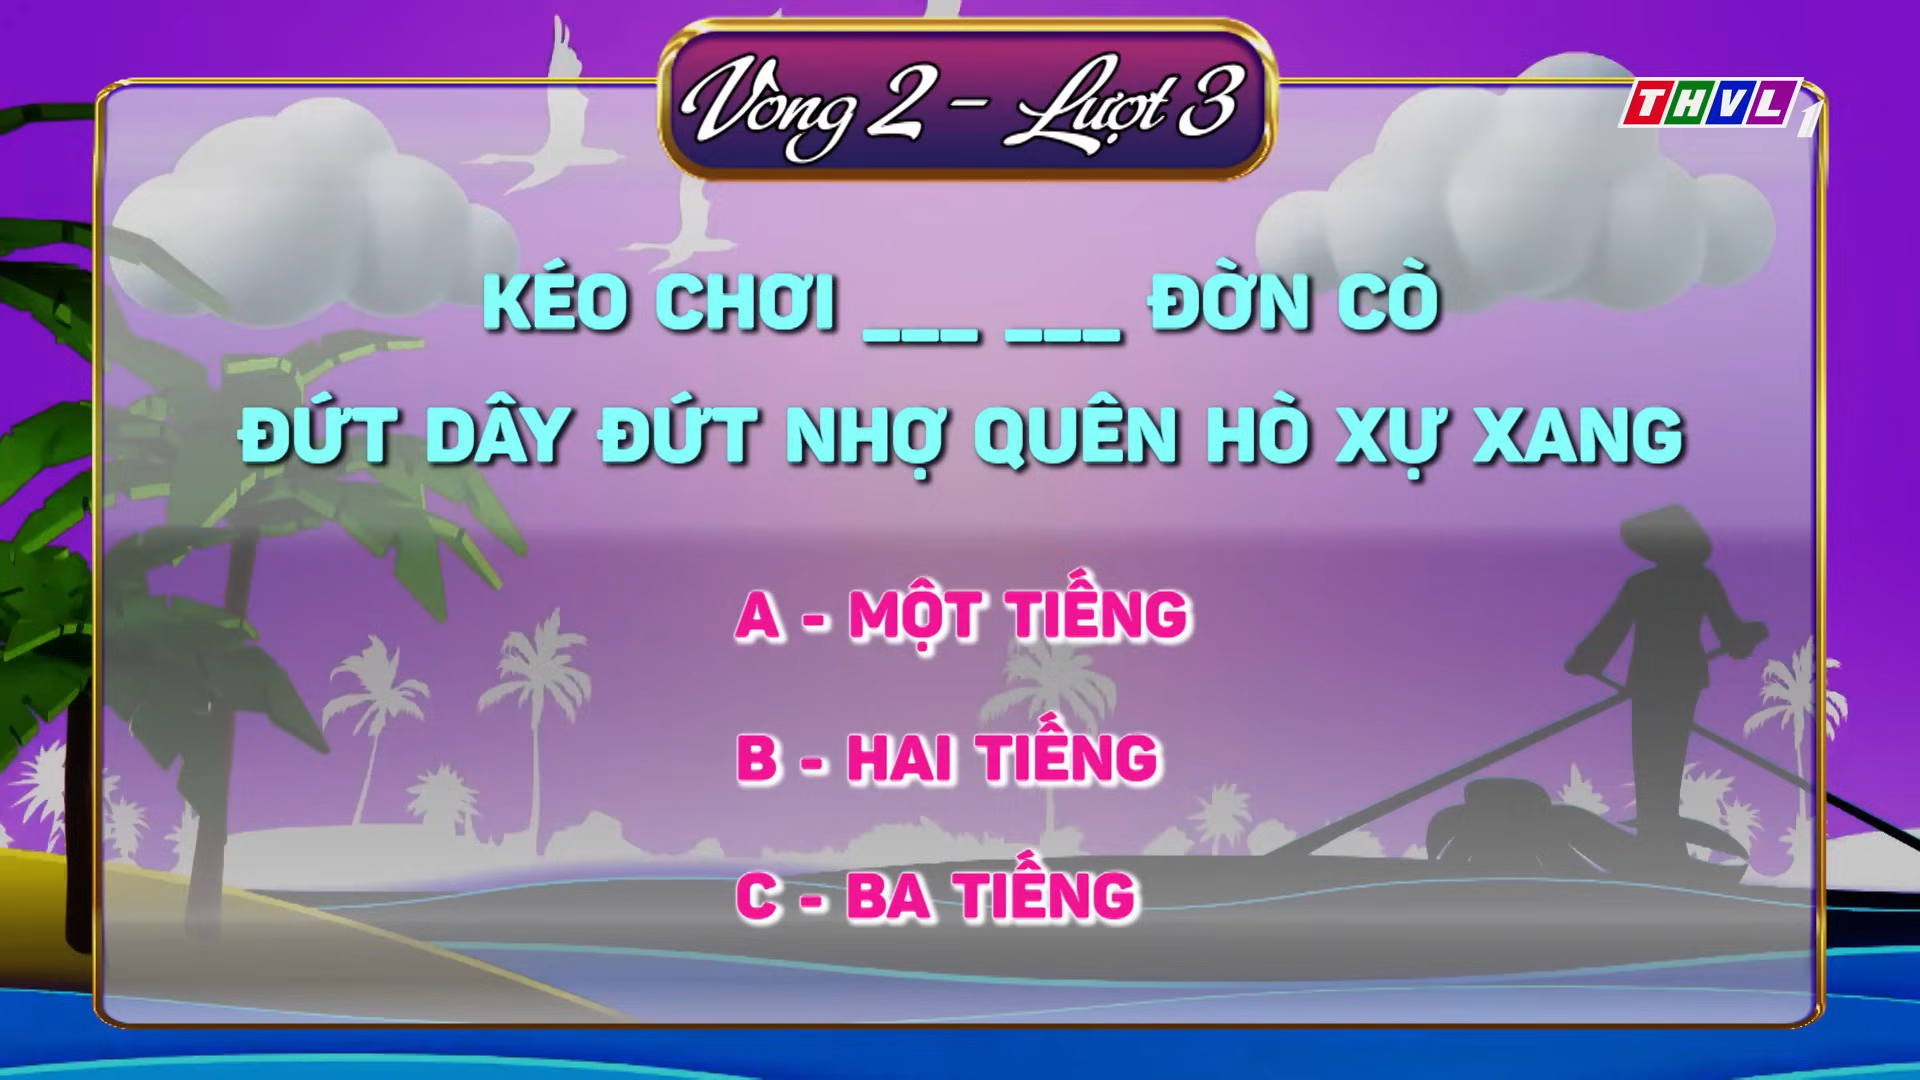 Vòng 2 - Lượt 3
THVL1
KÉO CHƠI ___ ___ ĐỜN CÒ
ĐỨT DÂY ĐỨT NHỢ QUÊN HÒ XỰ XANG
A - MỘT TIẾNG
B - HAI TIẾNG
C - BA TIẾNG